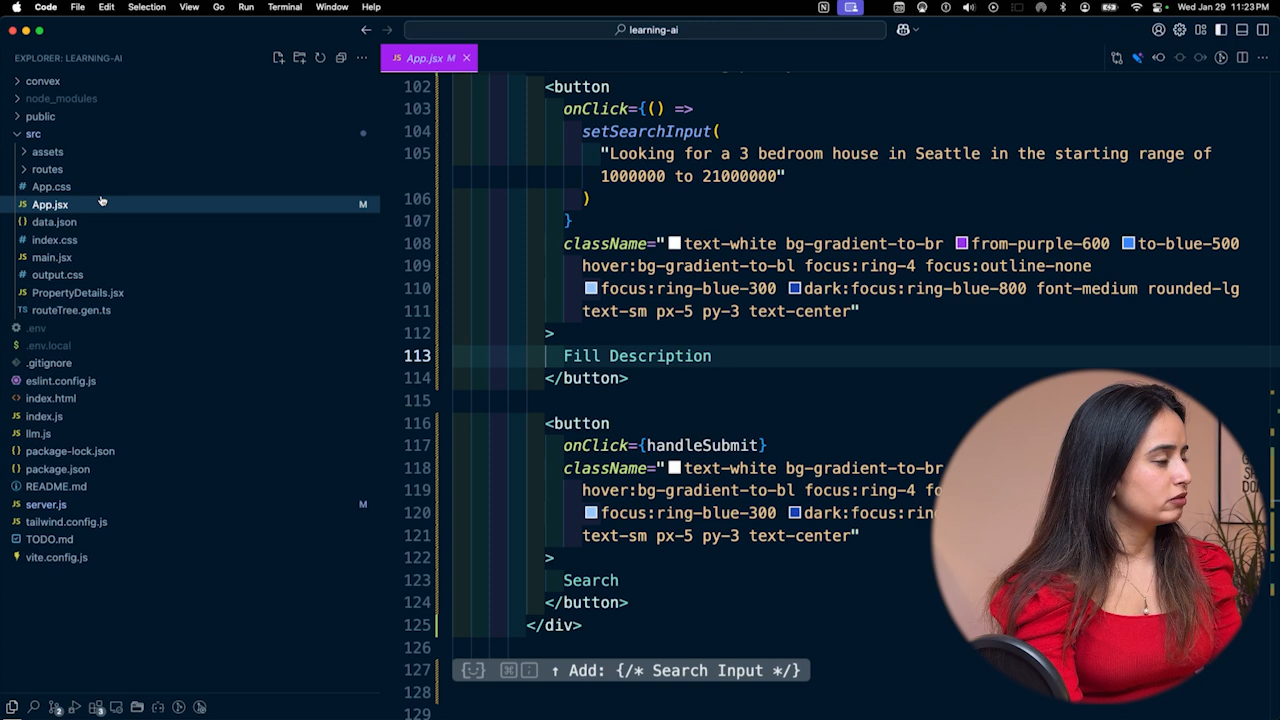 Code File Edit Selection View Go Run Terminal Window Help
Wed Jan 29 11:23 PM
learning-ai
EXPLORER: LEARNING-AI
JS App.jsx M
convex
node_modules
public
src
assets
routes
# App.css
JS App.jsx M
{} data.json
# index.css
JS main.jsx
# output.css
JS PropertyDetails.jsx
TS routeTree.gen.ts
.env
$ .env.local
.gitignore
eslint.config.js
<> index.html
JS index.js
JS llm.js
{} package-lock.json
{} package.json
README.md
JS server.js M
JS tailwind.config.js
TODO.md
vite.config.js
102 <button
103 onClick={() =>
104 setSearchInput(
105 "Looking for a 3 bedroom house in Seattle in the starting range of
1000000 to 21000000"
106 )
107 }
108 className="text-white bg-gradient-to-br from-purple-600 to-blue-500
109 hover:bg-gradient-to-bl focus:ring-4 focus:outline-none
110 focus:ring-blue-300 dark:focus:ring-blue-800 font-medium rounded-lg
111 text-sm px-5 py-3 text-center"
112 >
113 Fill Description
114 </button>
115
116 <button
117 onClick={handleSubmit}
118 className="text-white bg-gradient-to-br
119 hover:bg-gradient-to-bl focus:ring-4
120 focus:ring-blue-300
121 text-sm px-5 py-3 text-center"
122 >
123 Search
124 </button>
125 </div>
126
127 ↑ Add: {/* Search Input */}
128
129